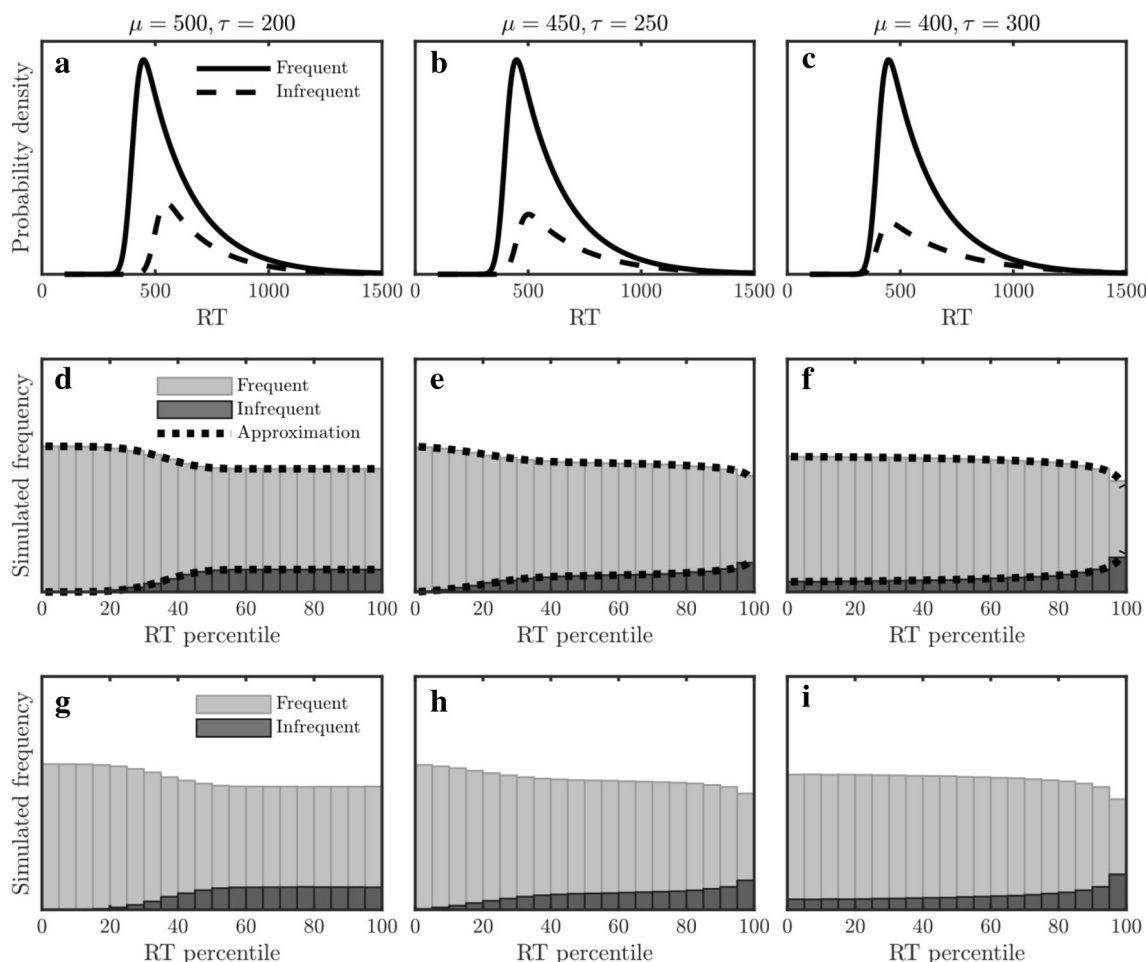 μ = 500, τ = 200
μ = 450, τ = 250
μ = 400, τ = 300
a
Frequent
Infrequent
b
c
Probability density
0 500 1000 1500
0 500 1000 1500
0 500 1000 1500
RT
RT
RT
d
Frequent
Infrequent
Approximation
e
f
Simulated frequency
0 20 40 60 80 100
0 20 40 60 80 100
0 20 40 60 80 100
RT percentile
RT percentile
RT percentile
g
Frequent
Infrequent
h
i
Simulated frequency
0 20 40 60 80 100
0 20 40 60 80 100
0 20 40 60 80 100
RT percentile
RT percentile
RT percentile